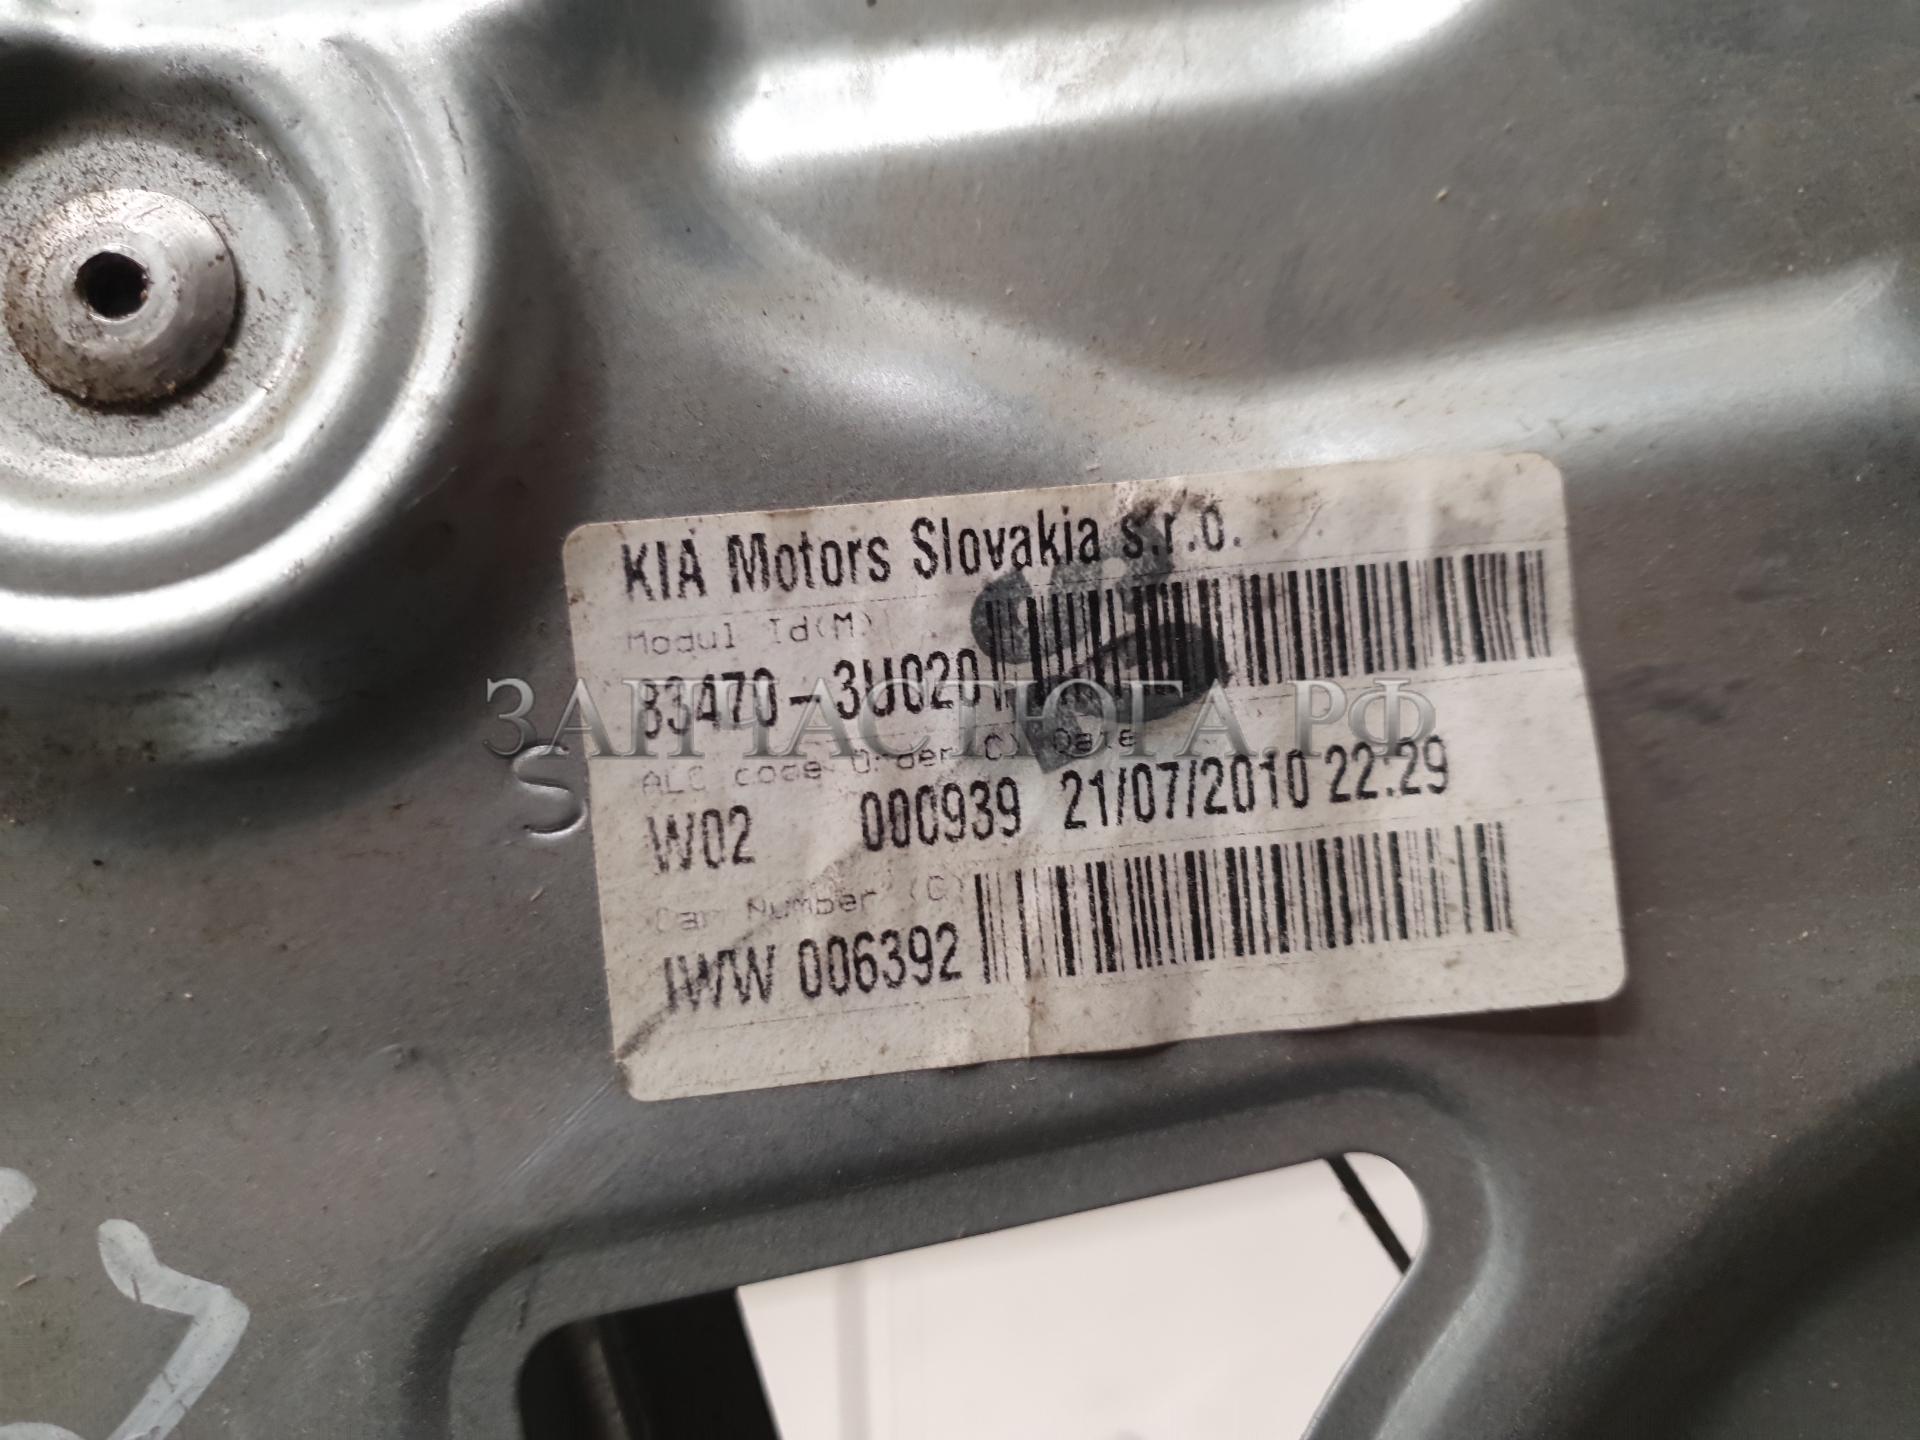 KIA Motors Slovakia s.r.o.
Modul Id(M)
83470-3U020
ЗАПЧАСТЮГА.РФ
ALC code Order (C) Date
W02 000939 21/07/2010 22:29
Car Number (C)
IWW 006392
S